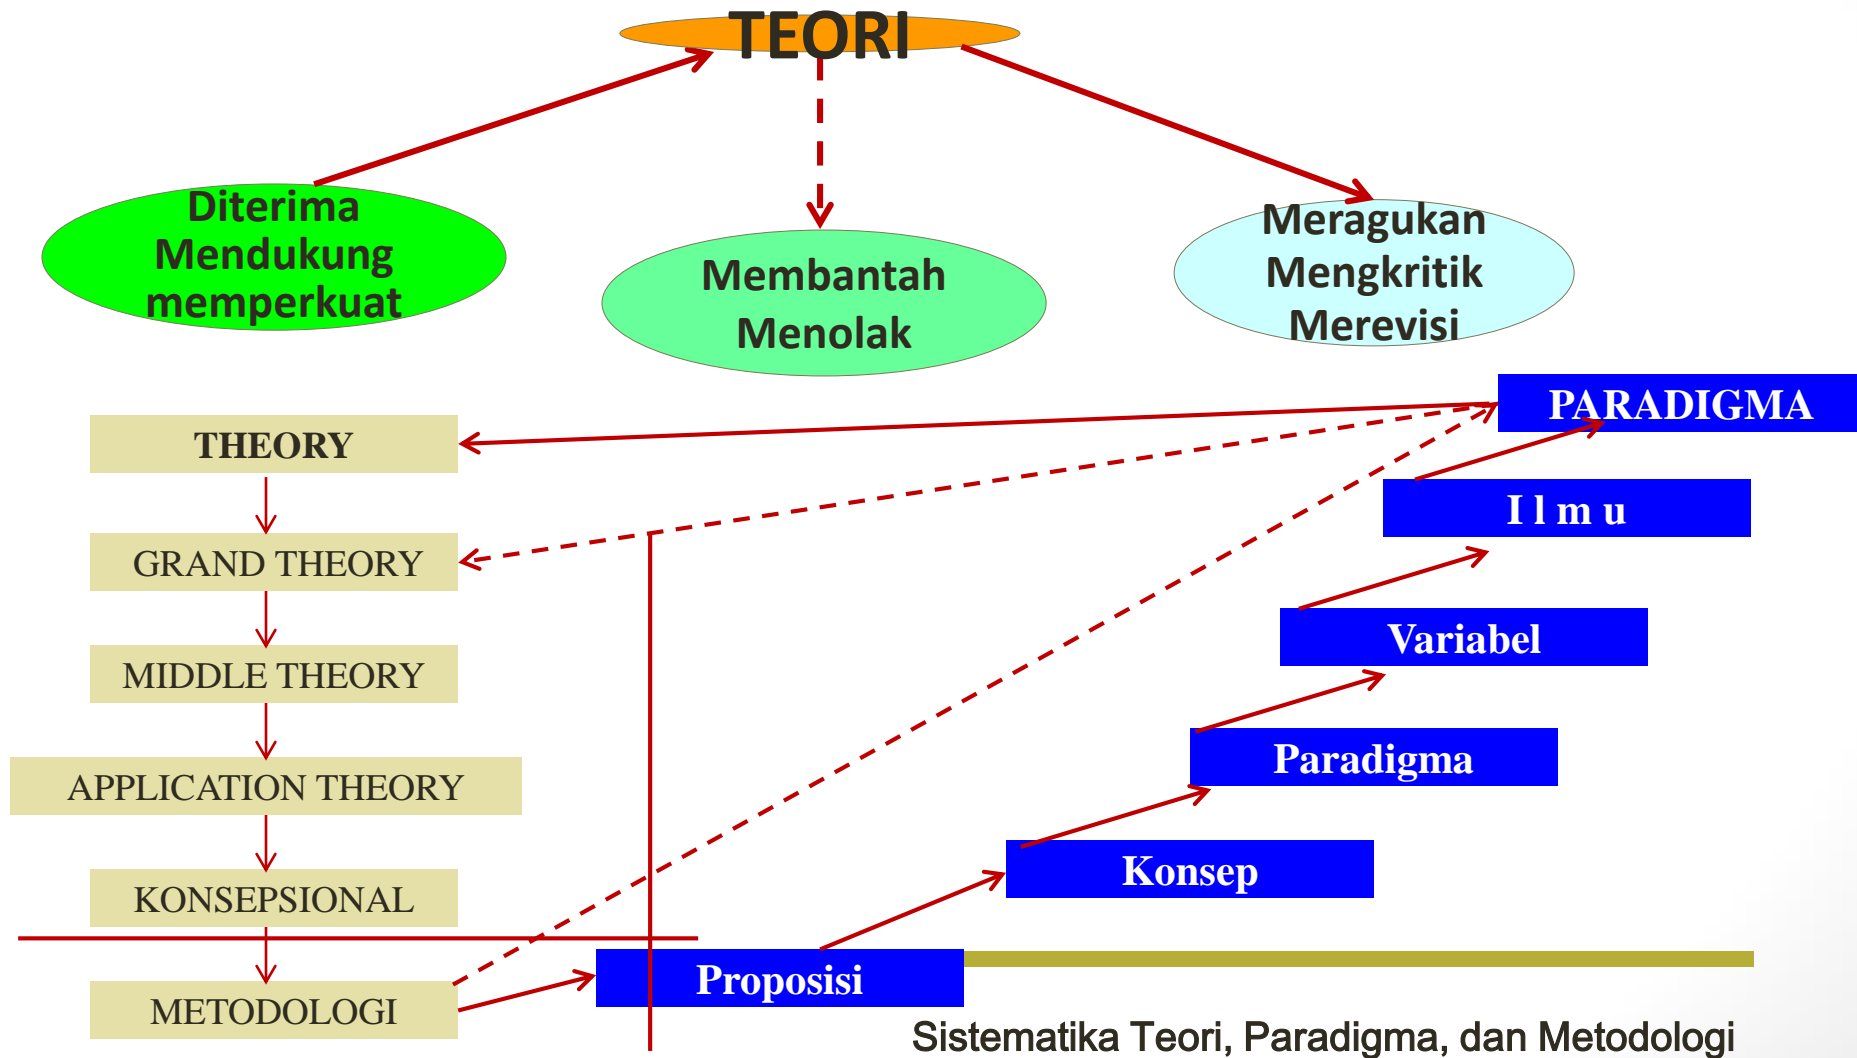 TEORI
Diterima
Mendukung
memperkuat
Membantah
Menolak
Meragukan
Mengkritik
Merevisi
PARADIGMA
THEORY
I l m u
GRAND THEORY
Variabel
MIDDLE THEORY
Paradigma
APPLICATION THEORY
Konsep
KONSEPSIONAL
Proposisi
METODOLOGI
Sistematika Teori, Paradigma, dan Metodologi